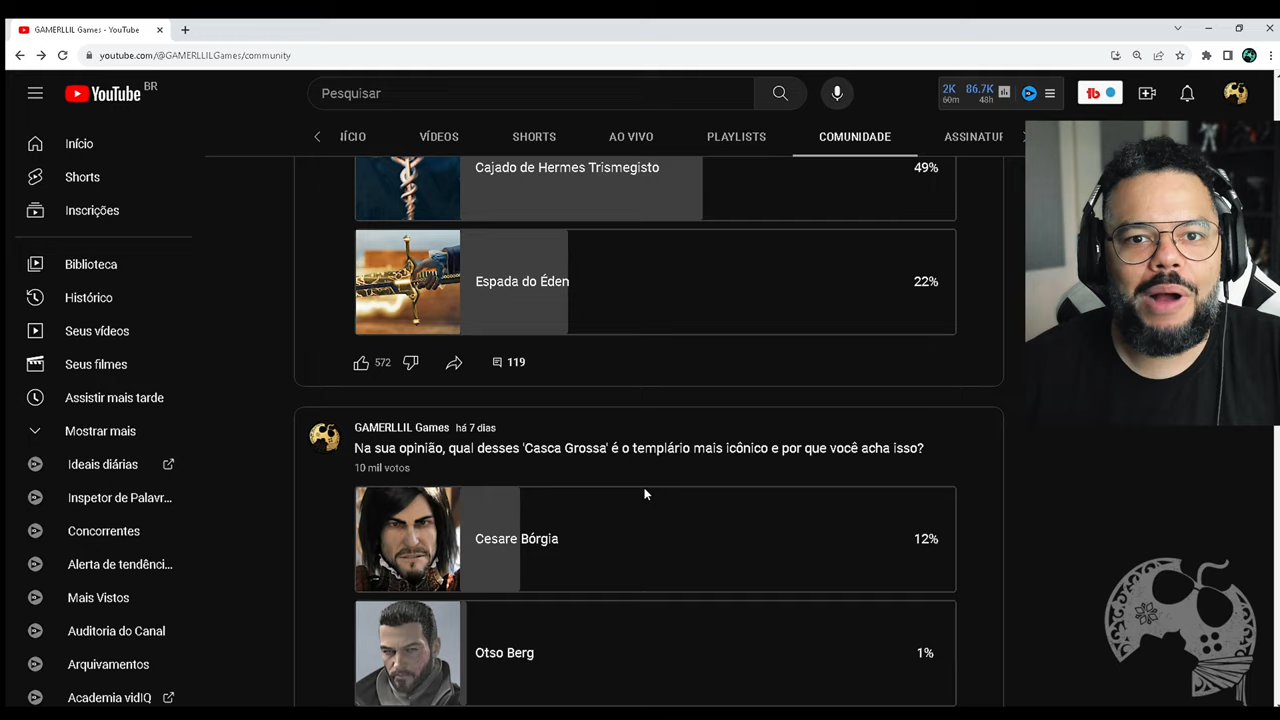 GAMERLLIL Games - YouTube
youtube.com/@GAMERLLILGames/community
YouTube BR
Pesquisar
2K 86.7K
60m 48h
NÍCIO VÍDEOS SHORTS AO VIVO PLAYLISTS COMUNIDADE ASSINATUR
Início
Shorts
Inscrições
Biblioteca
Histórico
Seus vídeos
Seus filmes
Assistir mais tarde
Mostrar mais
Ideais diárias
Inspetor de Palavr...
Concorrentes
Alerta de tendênci...
Mais Vistos
Auditoria do Canal
Arquivamentos
Academia vidIQ
Cajado de Hermes Trismegisto 49%
Espada do Éden 22%
572 119
GAMERLLIL Games há 7 dias
Na sua opinião, qual desses 'Casca Grossa' é o templário mais icônico e por que você acha isso?
10 mil votos
Cesare Bórgia 12%
Otso Berg 1%